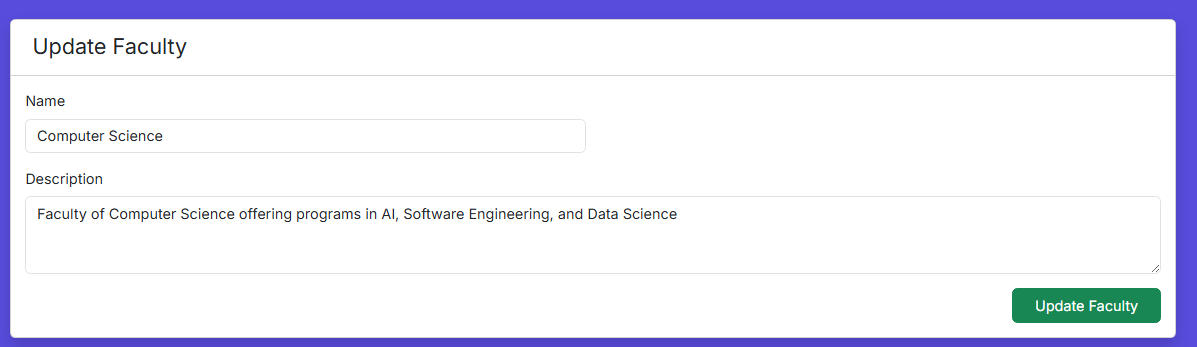 Update Faculty
Name
Computer Science
Description
Faculty of Computer Science offering programs in AI, Software Engineering, and Data Science
Update Faculty